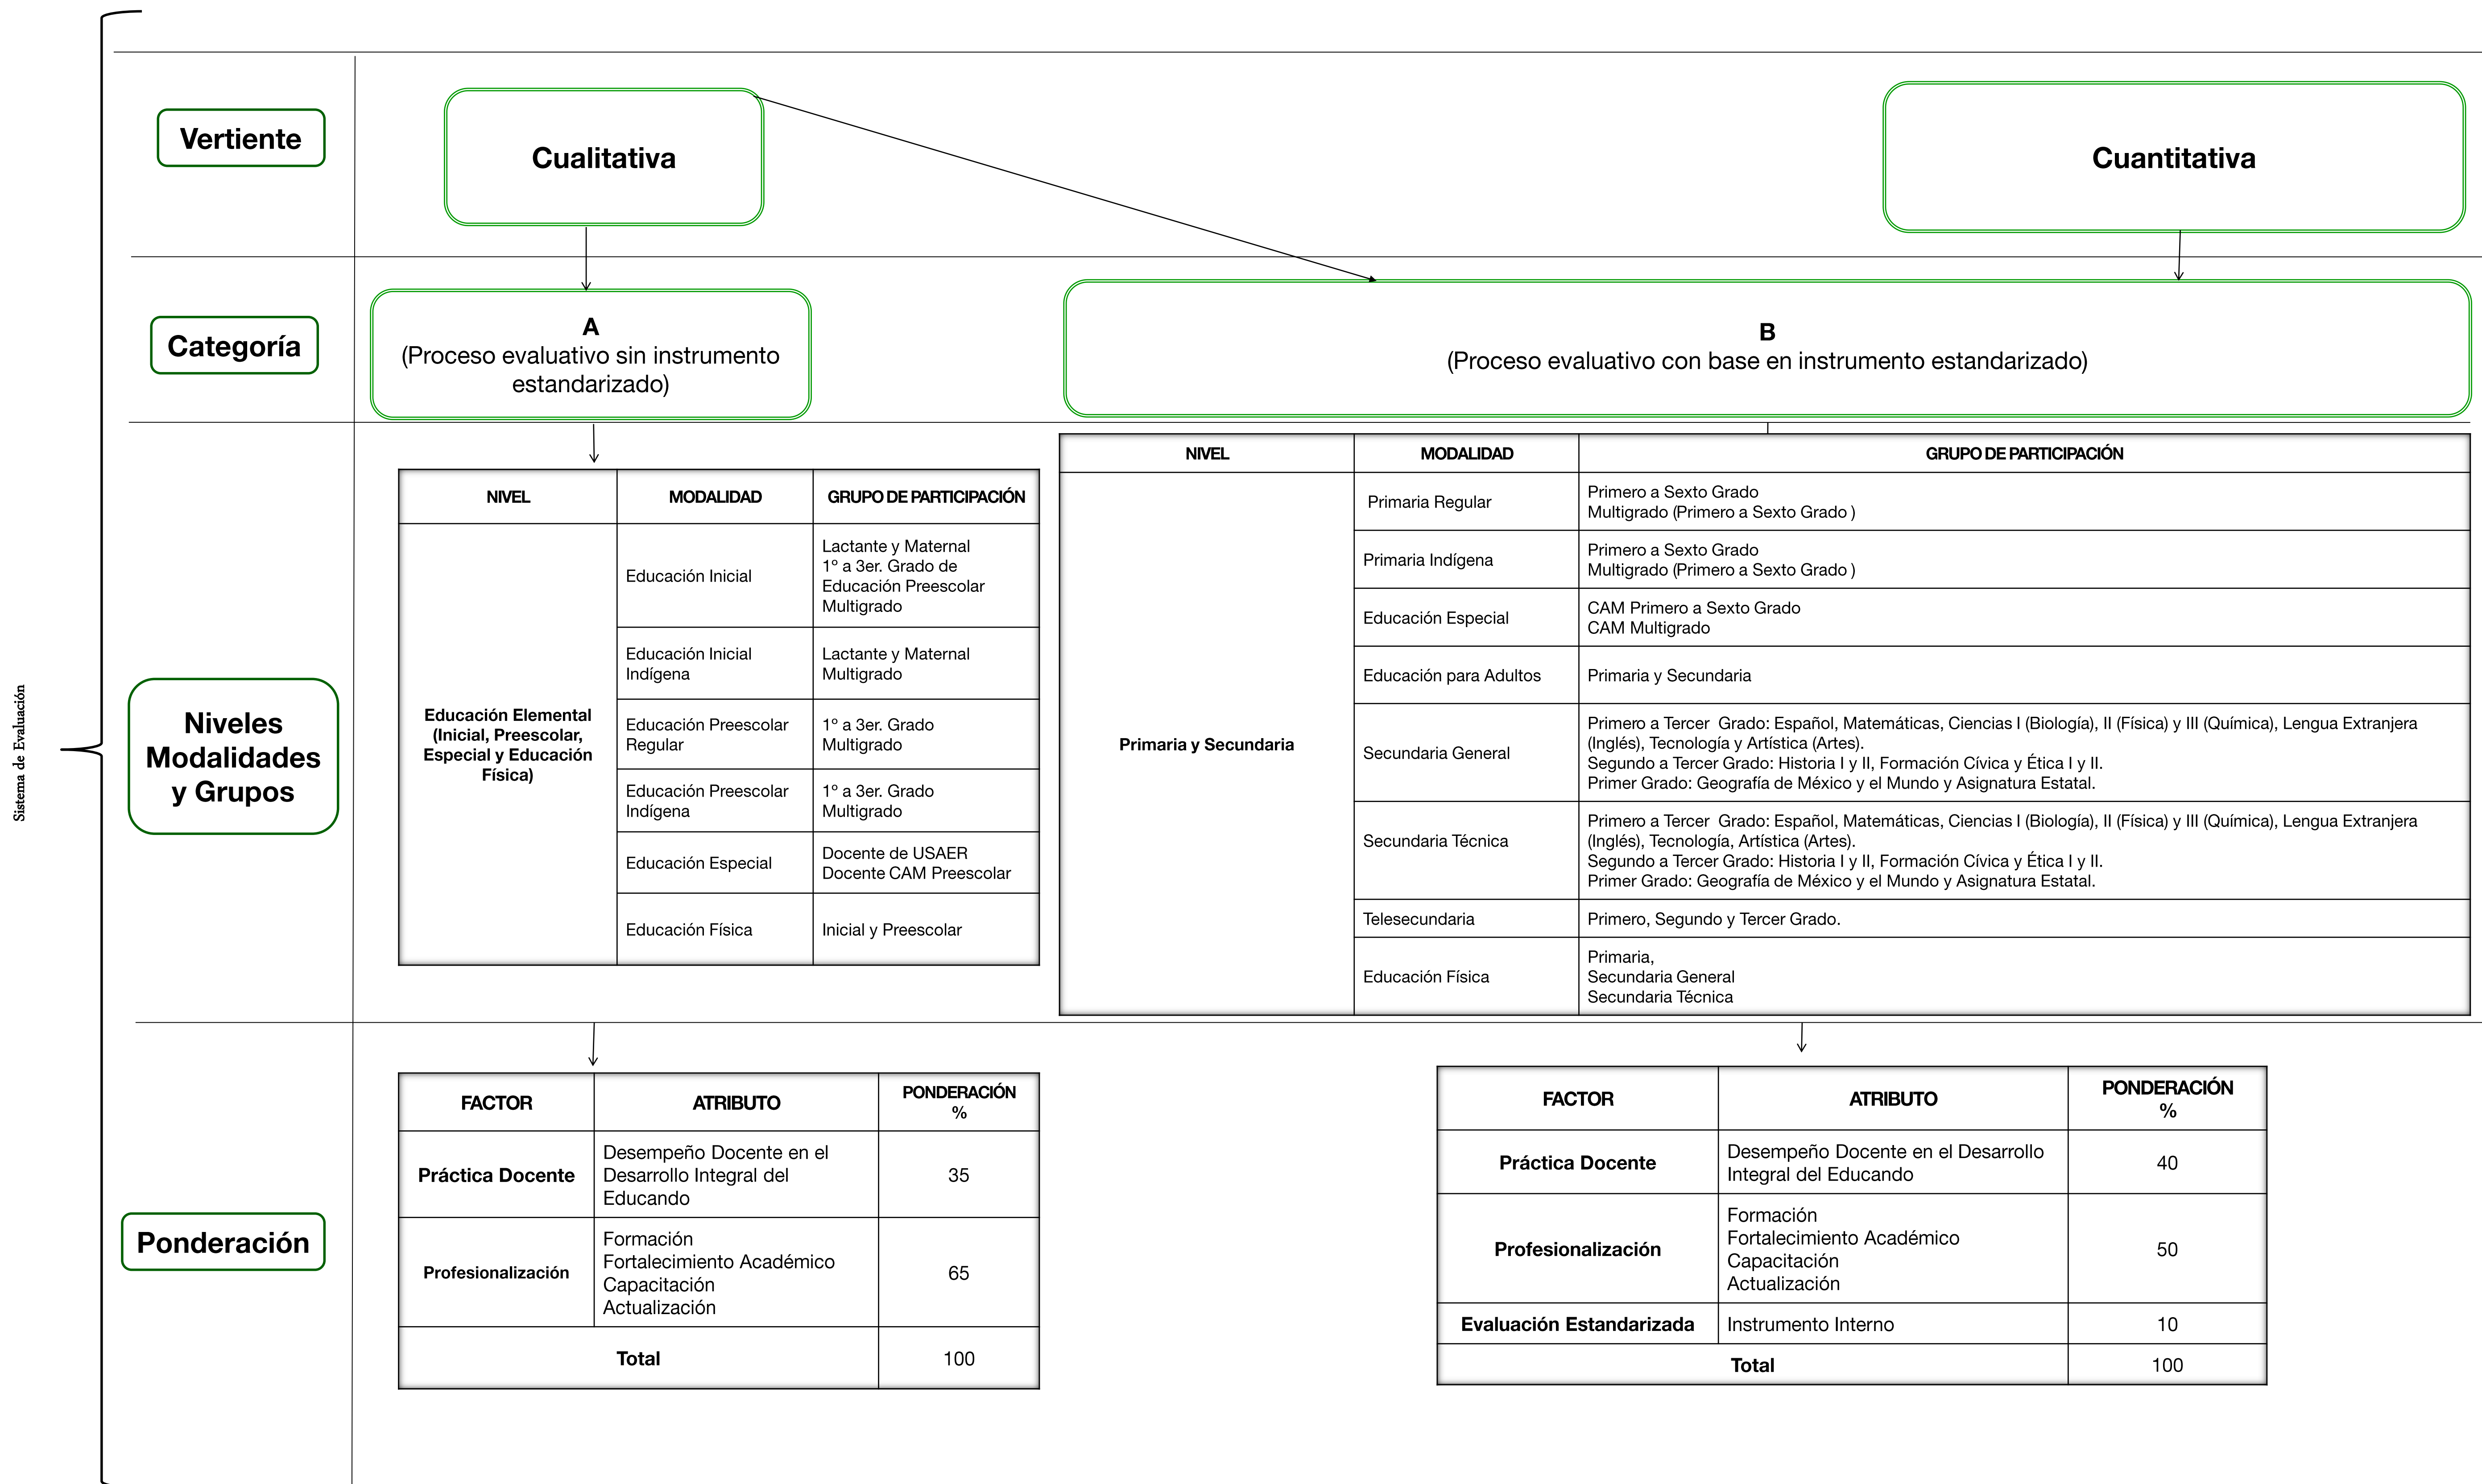 Sistema de Evaluación
Vertiente
Cualitativa
Cuantitativa
Categoría
A
(Proceso evaluativo sin instrumento
estandarizado)
B
(Proceso evaluativo con base en instrumento estandarizado)
Niveles
Modalidades
y Grupos
NIVEL
MODALIDAD
GRUPO DE PARTICIPACIÓN
Educación Elemental
(Inicial, Preescolar,
Especial y Educación
Física)
Educación Inicial
Lactante y Maternal
1º a 3er. Grado de
Educación Preescolar
Multigrado
Educación Inicial
Indígena
Lactante y Maternal
Multigrado
Educación Preescolar
Regular
1º a 3er. Grado
Multigrado
Educación Preescolar
Indígena
1º a 3er. Grado
Multigrado
Educación Especial
Docente de USAER
Docente CAM Preescolar
Educación Física
Inicial y Preescolar
NIVEL
MODALIDAD
GRUPO DE PARTICIPACIÓN
Primaria y Secundaria
Primaria Regular
Primero a Sexto Grado
Multigrado (Primero a Sexto Grado )
Primaria Indígena
Primero a Sexto Grado
Multigrado (Primero a Sexto Grado )
Educación Especial
CAM Primero a Sexto Grado
CAM Multigrado
Educación para Adultos
Primaria y Secundaria
Secundaria General
Primero a Tercer  Grado: Español, Matemáticas, Ciencias I (Biología), II (Física) y III (Química), Lengua Extranjera
(Inglés), Tecnología y Artística (Artes).
Segundo a Tercer Grado: Historia I y II, Formación Cívica y Ética I y II.
Primer Grado: Geografía de México y el Mundo y Asignatura Estatal.
Secundaria Técnica
Primero a Tercer  Grado: Español, Matemáticas, Ciencias I (Biología), II (Física) y III (Química), Lengua Extranjera
(Inglés), Tecnología, Artística (Artes).
Segundo a Tercer Grado: Historia I y II, Formación Cívica y Ética I y II.
Primer Grado: Geografía de México y el Mundo y Asignatura Estatal.
Telesecundaria
Primero, Segundo y Tercer Grado.
Educación Física
Primaria,
Secundaria General
Secundaria Técnica
Ponderación
FACTOR
ATRIBUTO
PONDERACIÓN
%
Práctica Docente
Desempeño Docente en el
Desarrollo Integral del
Educando
35
Profesionalización
Formación
Fortalecimiento Académico
Capacitación
Actualización
65
Total
100
FACTOR
ATRIBUTO
PONDERACIÓN
%
Práctica Docente
Desempeño Docente en el Desarrollo
Integral del Educando
40
Profesionalización
Formación
Fortalecimiento Académico
Capacitación
Actualización
50
Evaluación Estandarizada
Instrumento Interno
10
Total
100